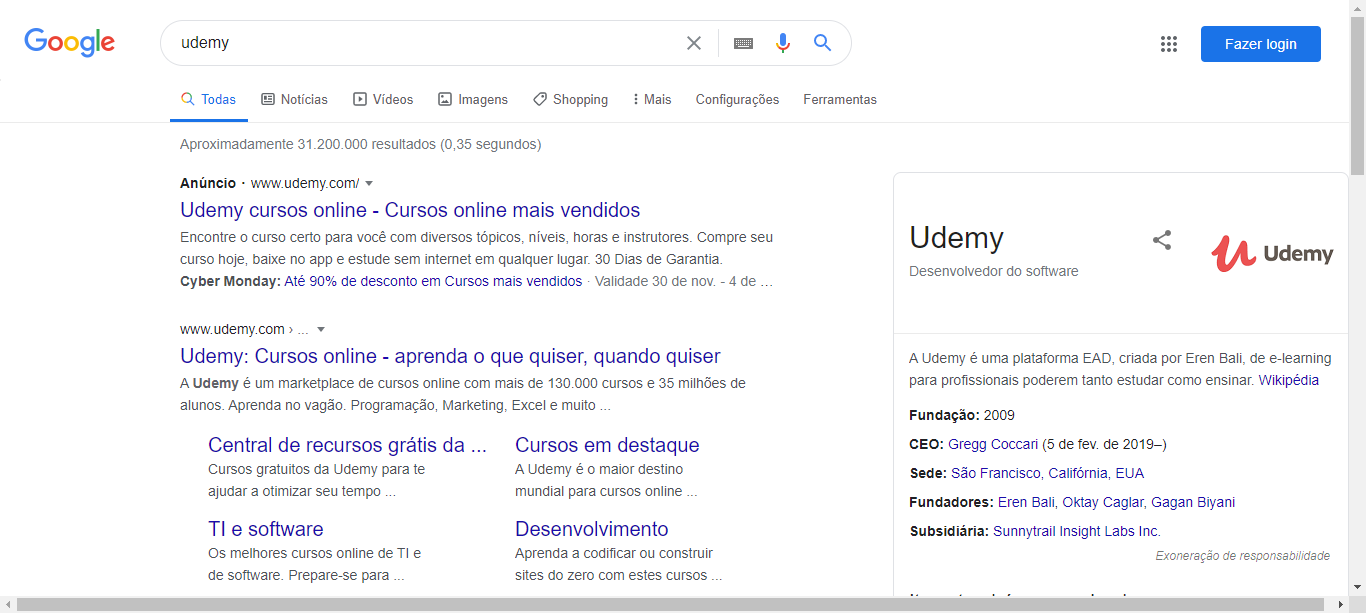 Google
udemy
Fazer login
Todas
Notícias
Vídeos
Imagens
Shopping
Mais
Configurações
Ferramentas
Aproximadamente 31.200.000 resultados (0,35 segundos)
Anúncio · www.udemy.com/
Udemy cursos online - Cursos online mais vendidos
Encontre o curso certo para você com diversos tópicos, níveis, horas e instrutores. Compre seu
curso hoje, baixe no app e estude sem internet em qualquer lugar. 30 Dias de Garantia.
Cyber Monday: Até 90% de desconto em Cursos mais vendidos · Validade 30 de nov. - 4 de ...
www.udemy.com › ...
Udemy: Cursos online - aprenda o que quiser, quando quiser
A Udemy é um marketplace de cursos online com mais de 130.000 cursos e 35 milhões de
alunos. Aprenda no vagão. Programação, Marketing, Excel e muito ...
Central de recursos grátis da ...
Cursos gratuitos da Udemy para te
ajudar a otimizar seu tempo ...
Cursos em destaque
A Udemy é o maior destino
mundial para cursos online ...
TI e software
Os melhores cursos online de TI e
de software. Prepare-se para ...
Desenvolvimento
Aprenda a codificar ou construir
sites do zero com estes cursos ...
Udemy
Desenvolvedor do software
Udemy
A Udemy é uma plataforma EAD, criada por Eren Bali, de e-learning
para profissionais poderem tanto estudar como ensinar. Wikipédia
Fundação: 2009
CEO: Gregg Coccari (5 de fev. de 2019–)
Sede: São Francisco, Califórnia, EUA
Fundadores: Eren Bali, Oktay Caglar, Gagan Biyani
Subsidiária: Sunnytrail Insight Labs Inc.
Exoneração de responsabilidade